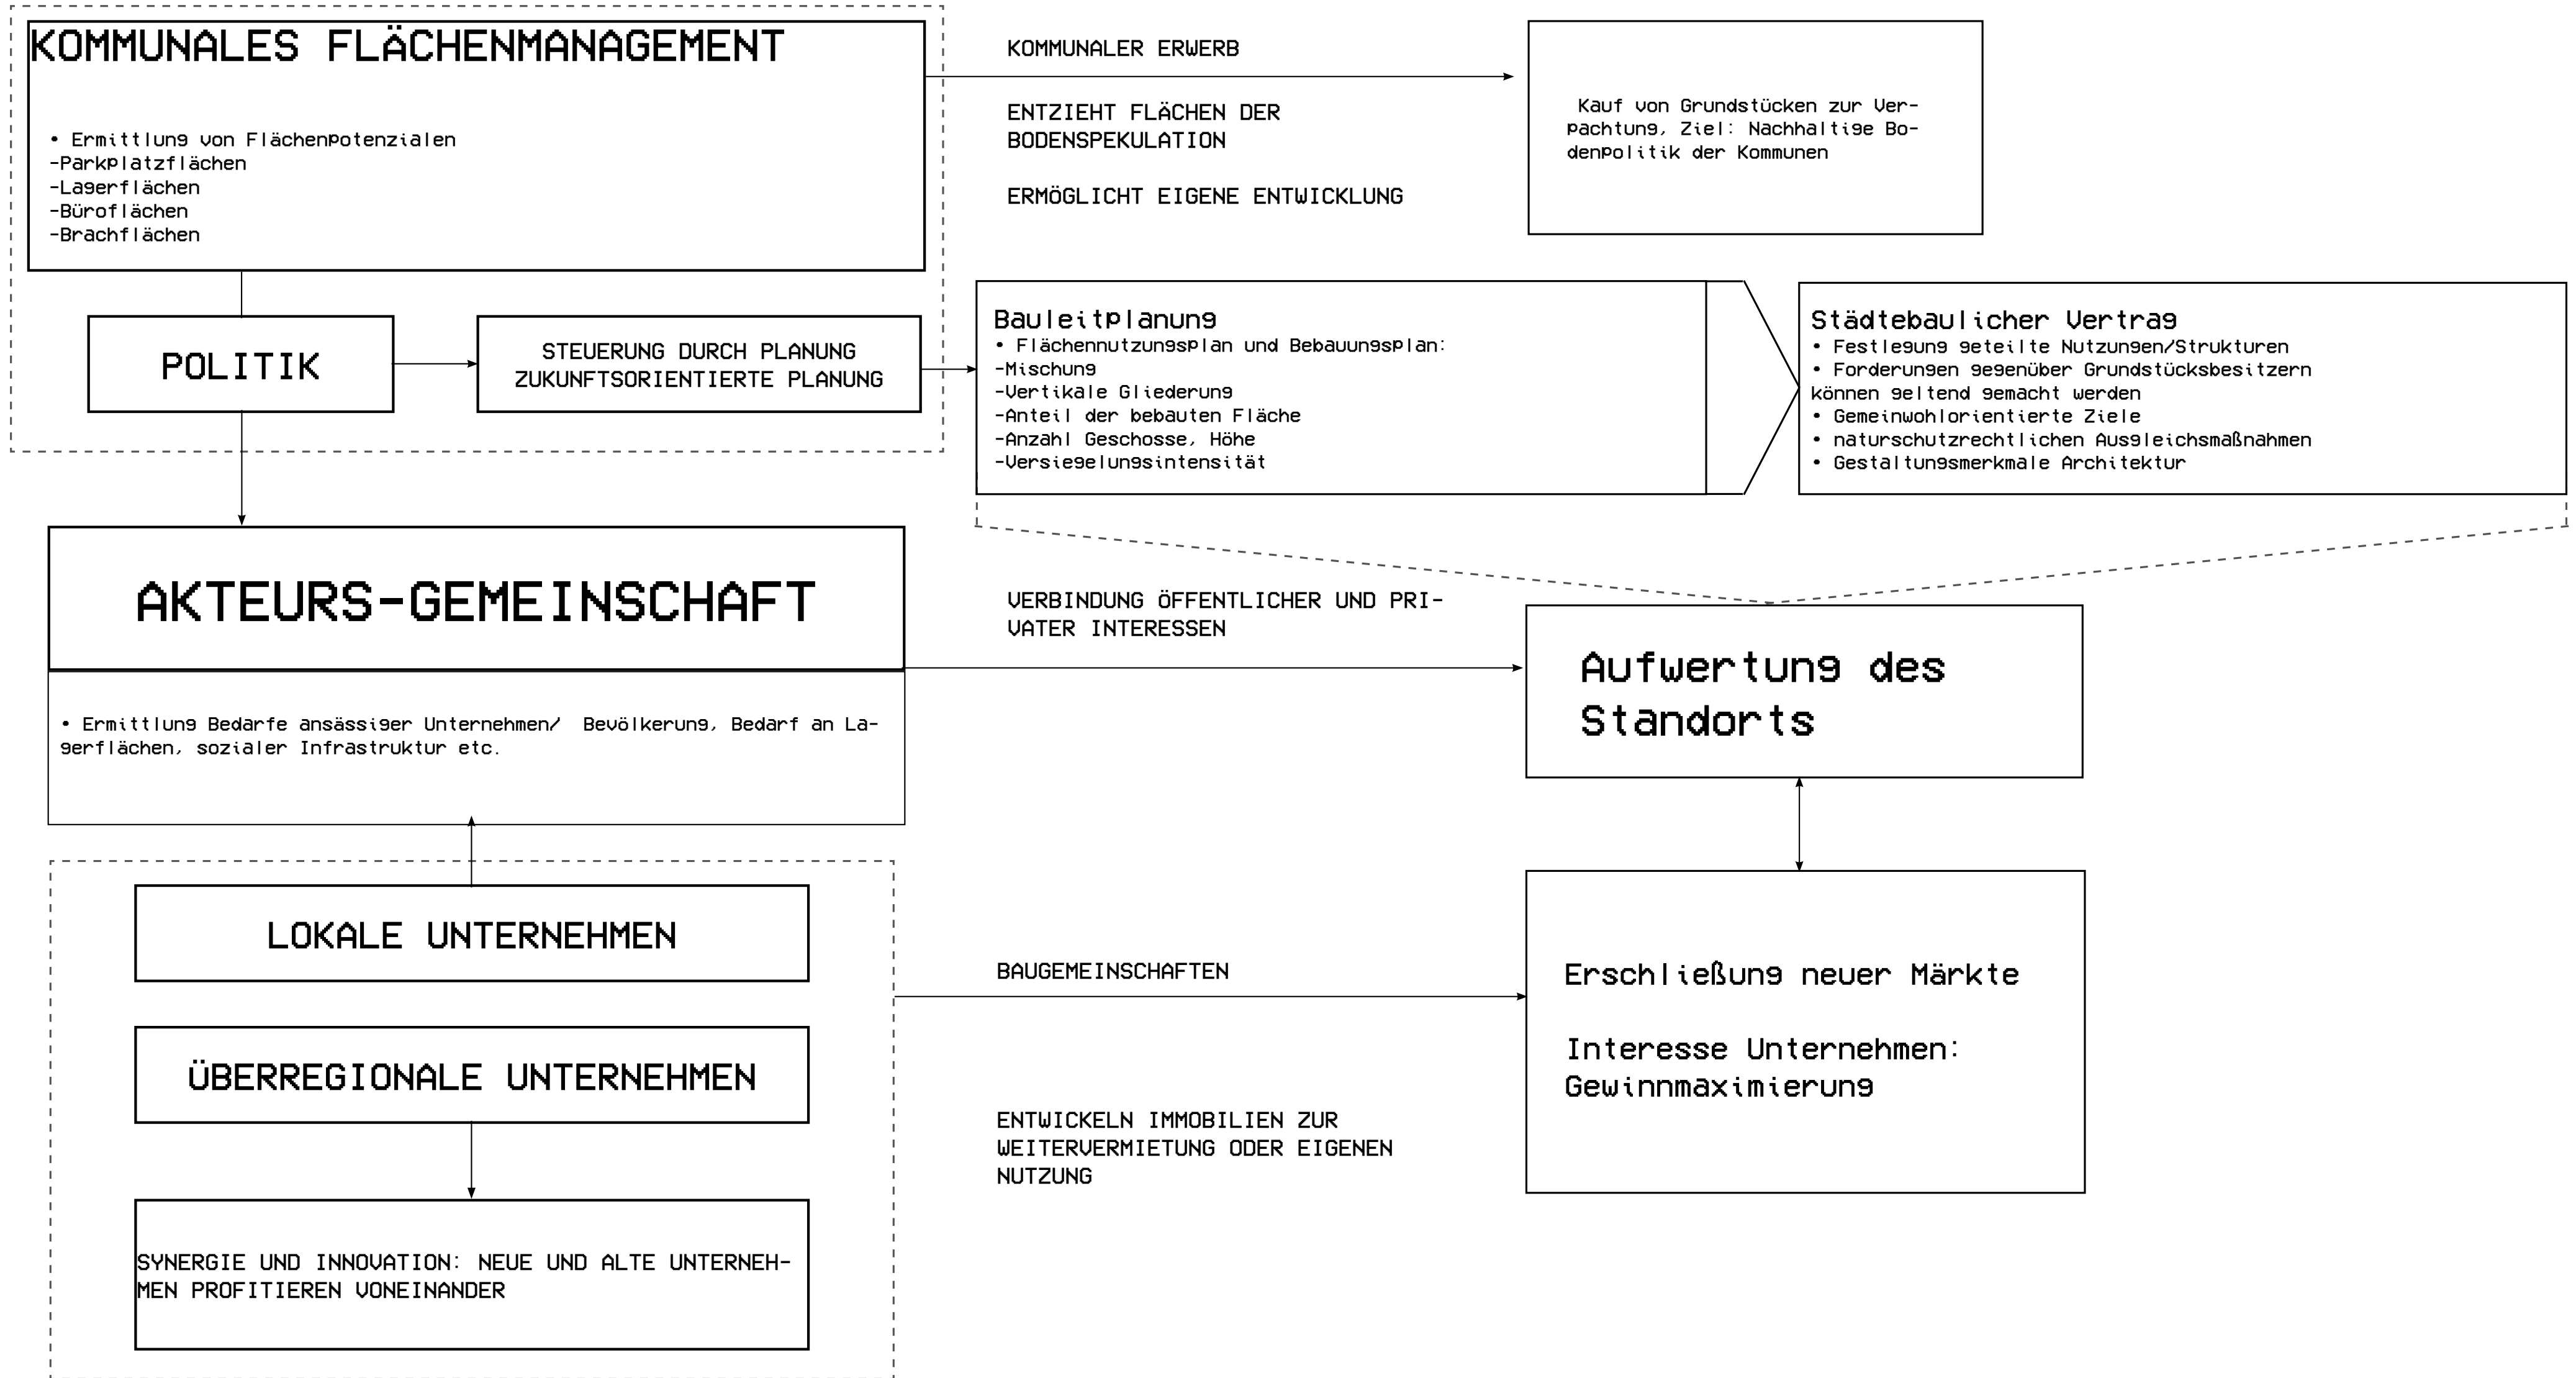 KOMMUNALES FLÄCHENMANAGEMENT
• Ermittlung von Flächenpotenzialen
-Parkplatzflächen
-Lagerflächen
-Büroflächen
-Brachflächen
KOMMUNALER ERWERB
ENTZIEHT FLÄCHEN DER
BODENSPEKULATION
ERMÖGLICHT EIGENE ENTWICKLUNG
Kauf von Grundstücken zur Ver-
pachtung, Ziel: Nachhaltige Bo-
denpolitik der Kommunen
POLITIK
STEUERUNG DURCH PLANUNG
ZUKUNFTSORIENTIERTE PLANUNG
Bauleitplanung
• Flächennutzungsplan und Bebauungsplan:
-Mischung
-Vertikale Gliederung
-Anteil der bebauten Fläche
-Anzahl Geschosse, Höhe
-Versiegelungsintensität
Städtebaulicher Vertrag
• Festlegung geteilte Nutzungen/Strukturen
• Forderungen gegenüber Grundstücksbesitzern
können geltend gemacht werden
• Gemeinwohlorientierte Ziele
• naturschutzrechtlichen Ausgleichsmaßnahmen
• Gestaltungsmerkmale Architektur
AKTEURS-GEMEINSCHAFT
• Ermittlung Bedarfe ansässiger Unternehmen/ Bevölkerung, Bedarf an La-
gerflächen, sozialer Infrastruktur etc.
VERBINDUNG ÖFFENTLICHER UND PRI-
VATER INTERESSEN
Aufwertung des
Standorts
LOKALE UNTERNEHMEN
ÜBERREGIONALE UNTERNEHMEN
SYNERGIE UND INNOVATION: NEUE UND ALTE UNTERNEH-
MEN PROFITIEREN VONEINANDER
BAUGEMEINSCHAFTEN
ENTWICKELN IMMOBILIEN ZUR
WEITERVERMIETUNG ODER EIGENEN
NUTZUNG
Erschließung neuer Märkte
Interesse Unternehmen:
Gewinnmaximierung